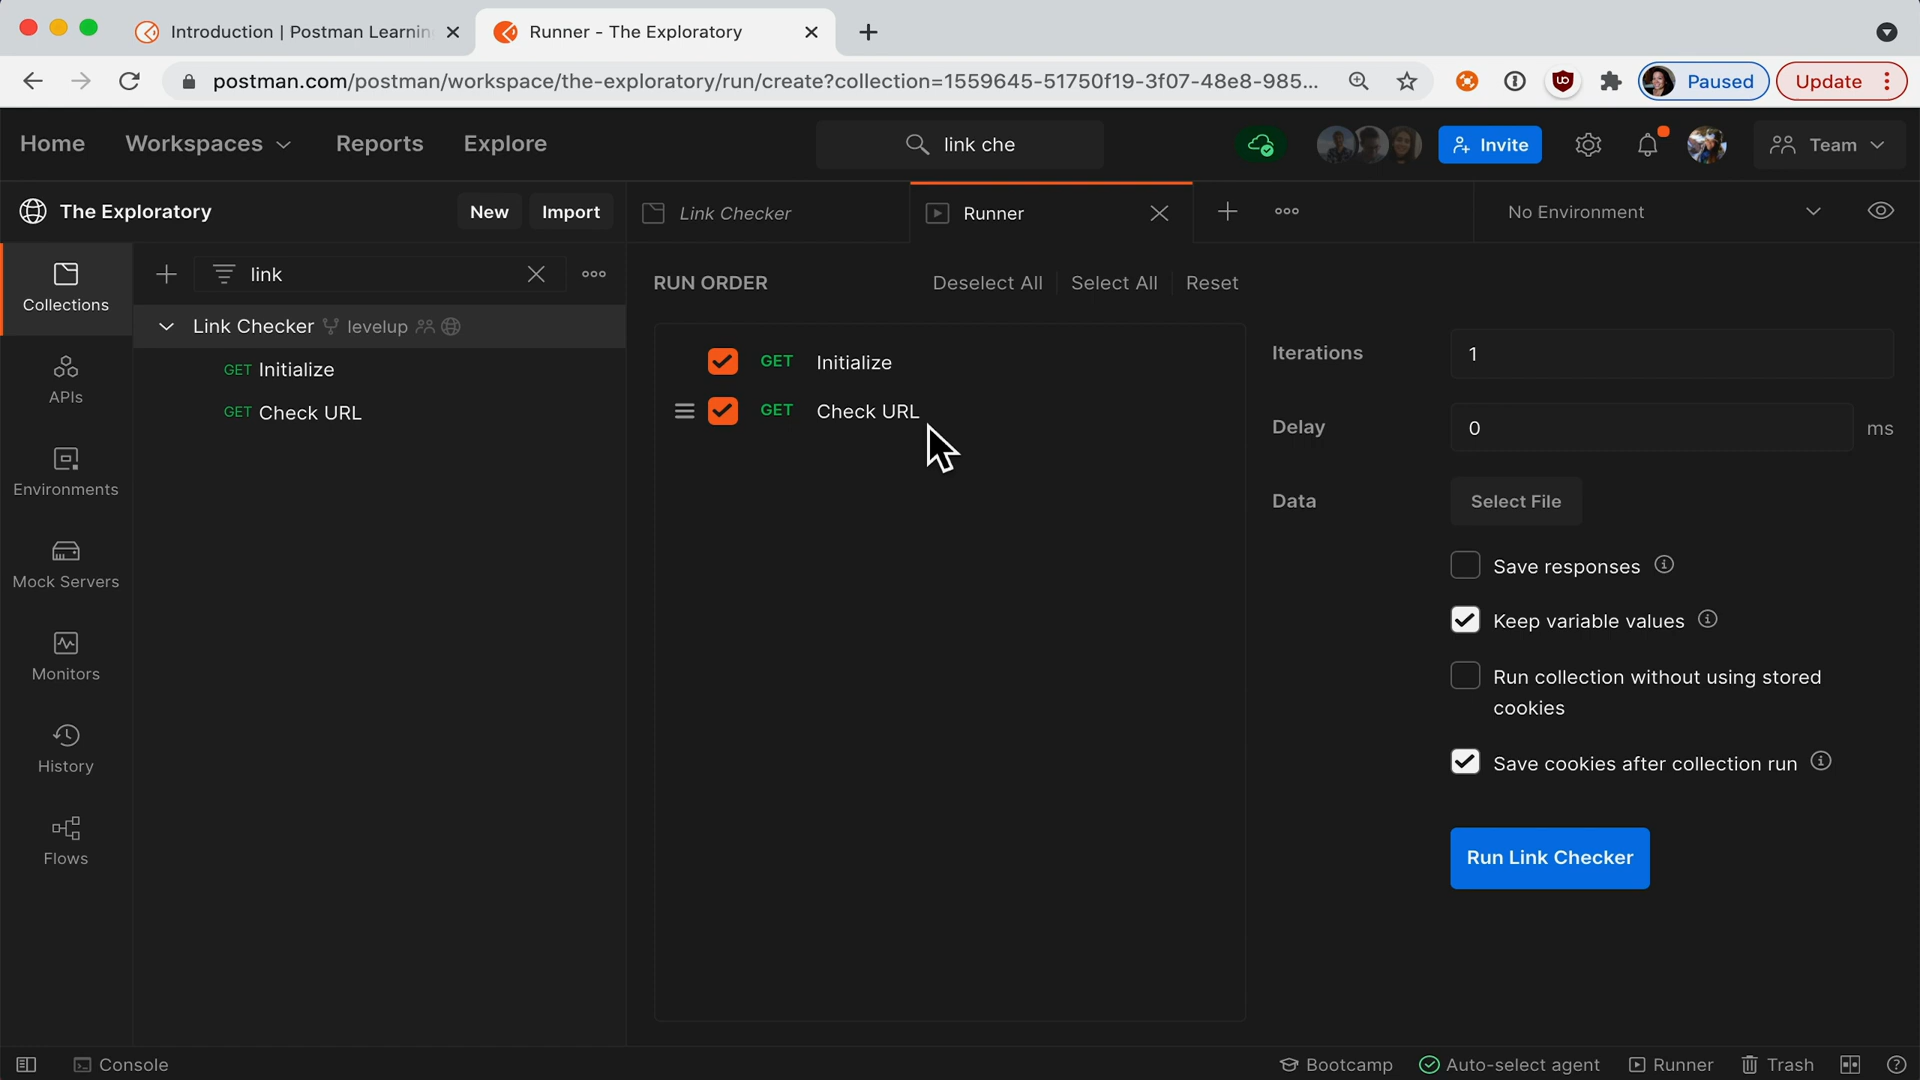 Introduction | Postman Learnin
Runner - The Exploratory
postman.com/postman/workspace/the-exploratory/run/create?collection=1559645-51750f19-3f07-48e8-985...
Paused
Update
Home
Workspaces
Reports
Explore
link che
Invite
Team
The Exploratory
New
Import
Link Checker
Runner
No Environment
Collections
APIs
Environments
Mock Servers
Monitors
History
Flows
link
Link Checker levelup
GET Initialize
GET Check URL
RUN ORDER
Deselect All
Select All
Reset
GET Initialize
GET Check URL
Iterations
1
Delay
0
ms
Data
Select File
Save responses
Keep variable values
Run collection without using stored
cookies
Save cookies after collection run
Run Link Checker
Console
Bootcamp
Auto-select agent
Runner
Trash